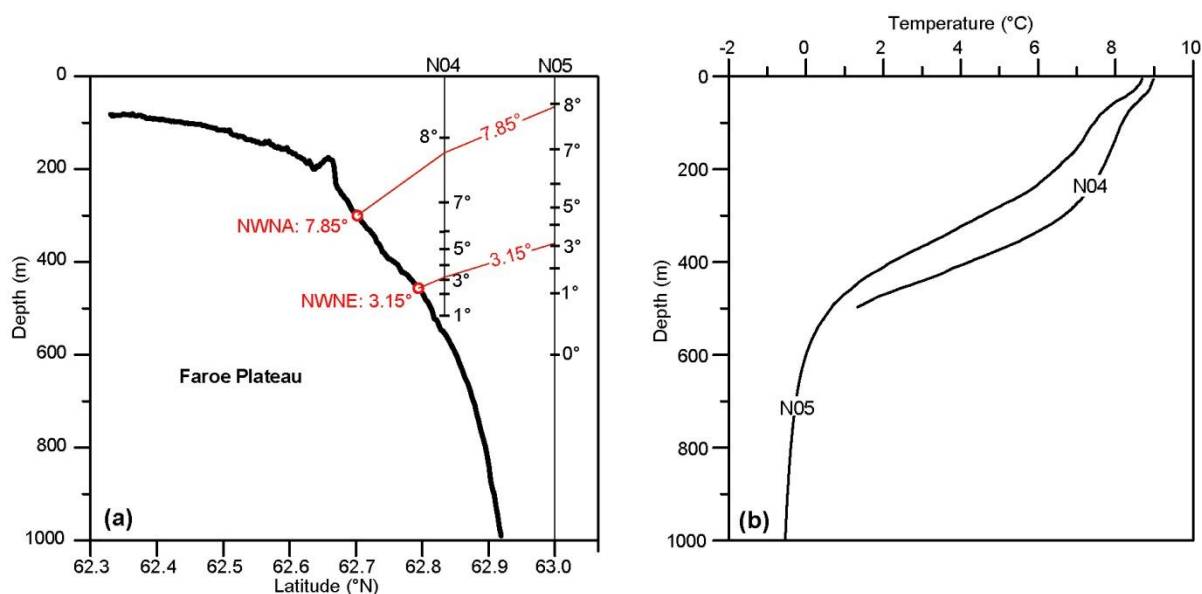 N04 N05
0
200
400
600
800
1000
Depth (m)
8°
7°
5°
3°
1°
8°
7°
5°
3°
1°
0°
7.85°
3.15°
NWNA: 7.85°
NWNE: 3.15°
Faroe Plateau
(a)
62.3 62.4 62.5 62.6 62.7 62.8 62.9 63.0
Latitude (°N)
Temperature (°C)
-2 0 2 4 6 8 10
0
200
400
600
800
1000
Depth (m)
N04
N05
(b)